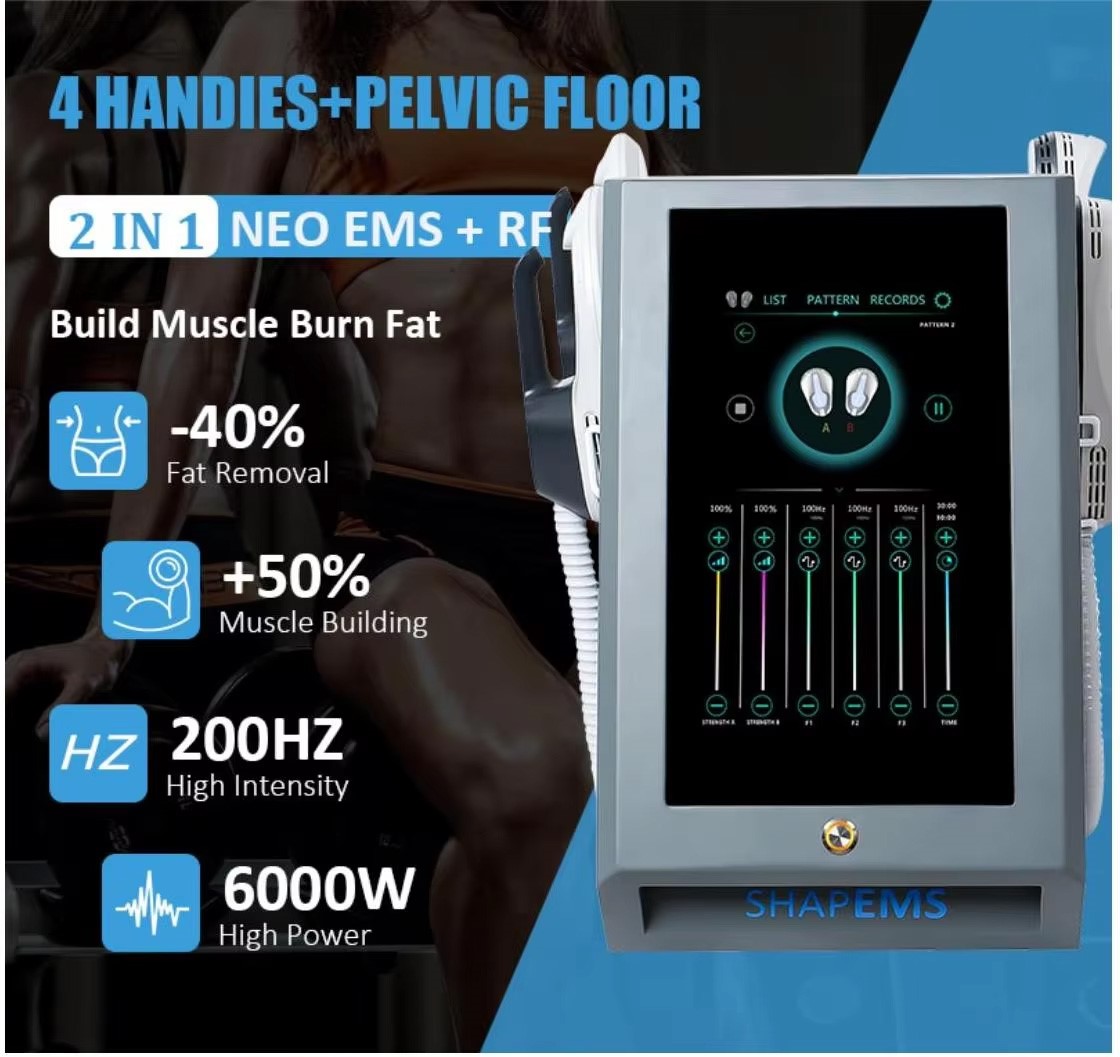 4 HANDIES+PELVIC FLOOR
2 IN 1 NEO EMS + RF
Build Muscle Burn Fat
-40%
Fat Removal
+50%
Muscle Building
HZ
200HZ
High Intensity
6000W
High Power
LIST PATTERN RECORDS
PATTERN 2
A B
100% 100% 100Hz 100Hz 100Hz 30:00
30:00
STRENGTH A STRENGTH B F1 F2 F3 TIME
SHAPEMS